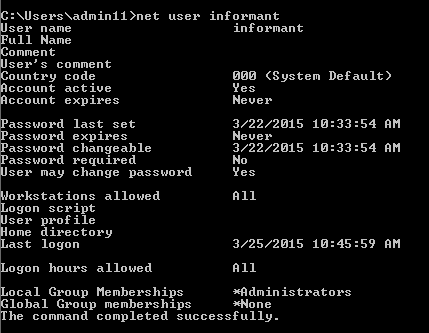 C:\Users\admin11>net user informant
User name                    informant
Full Name
Comment
User's comment
Country code                 000 (System Default)
Account active               Yes
Account expires              Never
Password last set            3/22/2015 10:33:54 AM
Password expires             Never
Password changeable          3/22/2015 10:33:54 AM
Password required            No
User may change password     Yes
Workstations allowed         All
Logon script
User profile
Home directory
Last logon                   3/25/2015 10:45:59 AM
Logon hours allowed          All
Local Group Memberships      *Administrators
Global Group memberships     *None
The command completed successfully.